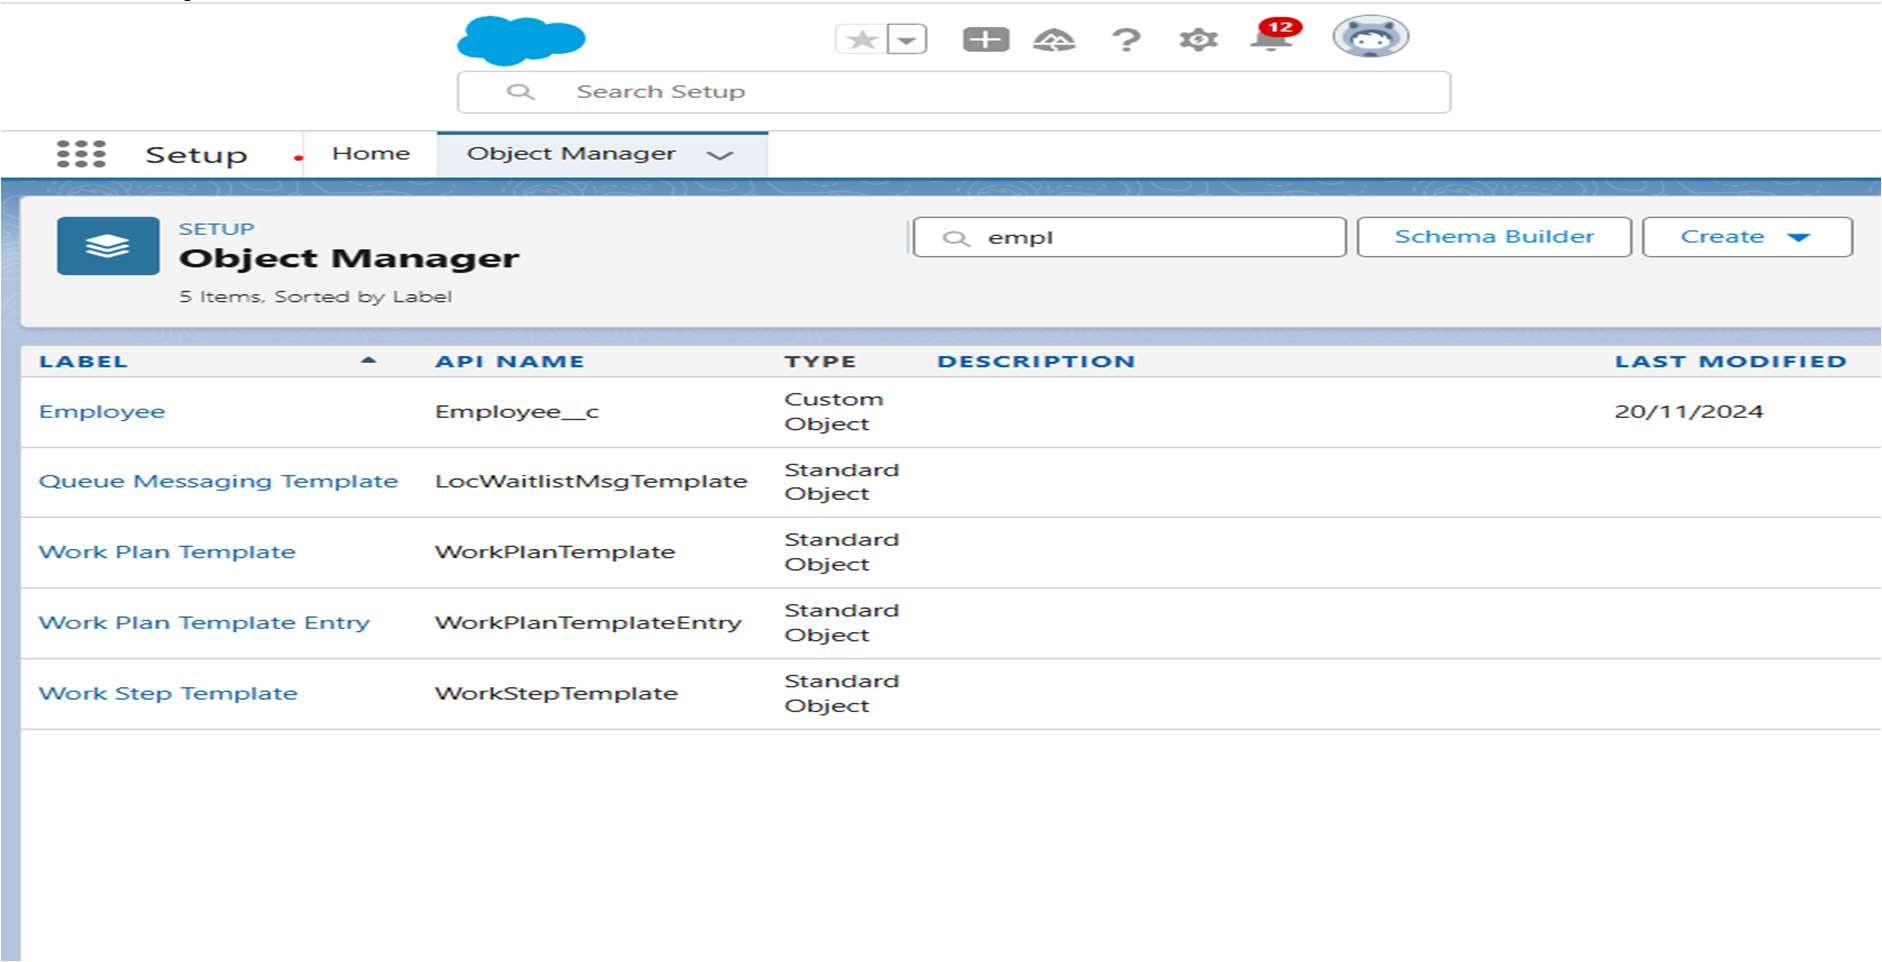 12
Search Setup
Setup Home Object Manager
SETUP
Object Manager
5 Items, Sorted by Label
empl
Schema Builder
Create
LABEL API NAME TYPE DESCRIPTION LAST MODIFIED
Employee Employee__c Custom Object 20/11/2024
Queue Messaging Template LocWaitlistMsgTemplate Standard Object
Work Plan Template WorkPlanTemplate Standard Object
Work Plan Template Entry WorkPlanTemplateEntry Standard Object
Work Step Template WorkStepTemplate Standard Object